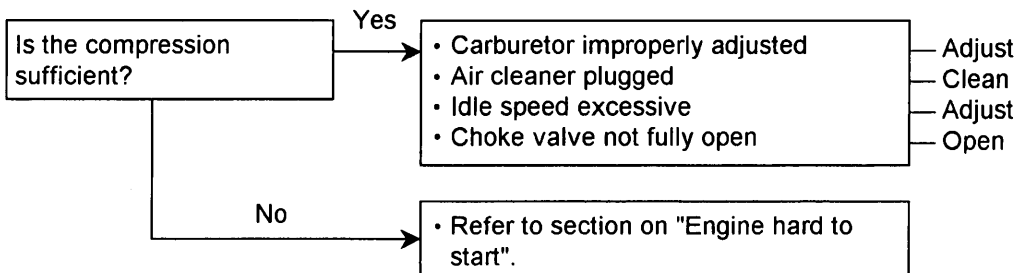 Yes
Is the compression
sufficient?
• Carburetor improperly adjusted
Adjust
• Air cleaner plugged
Clean
• Idle speed excessive
Adjust
• Choke valve not fully open
Open
No
• Refer to section on "Engine hard to
start".